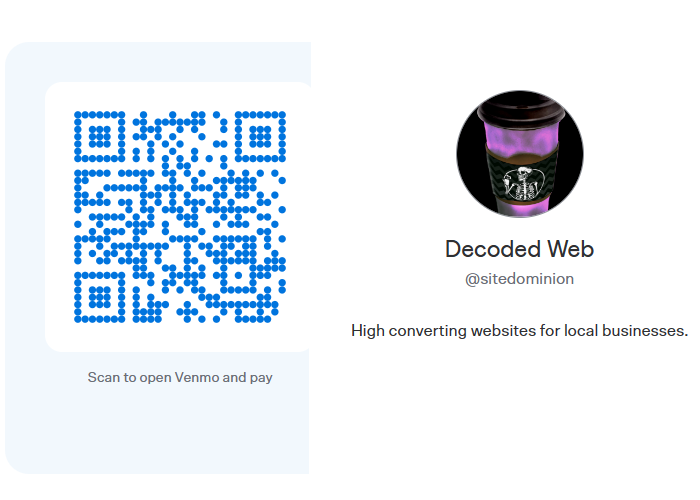 Scan to open Venmo and pay
Decoded Web
@sitedominion
High converting websites for local businesses.